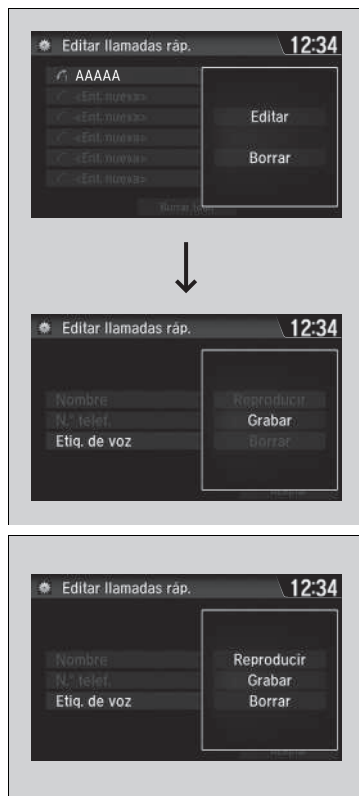 Editar llamadas ráp. 12:34
AAAAA
<Ent. nueva>
<Ent. nueva>
<Ent. nueva>
<Ent. nueva>
<Ent. nueva>
Editar
Borrar
Editar llamadas ráp. 12:34
Nombre
N.° teléf.
Etiq. de voz
Reproducir
Grabar
Borrar
Editar llamadas ráp. 12:34
Nombre
N.° teléf.
Etiq. de voz
Reproducir
Grabar
Borrar